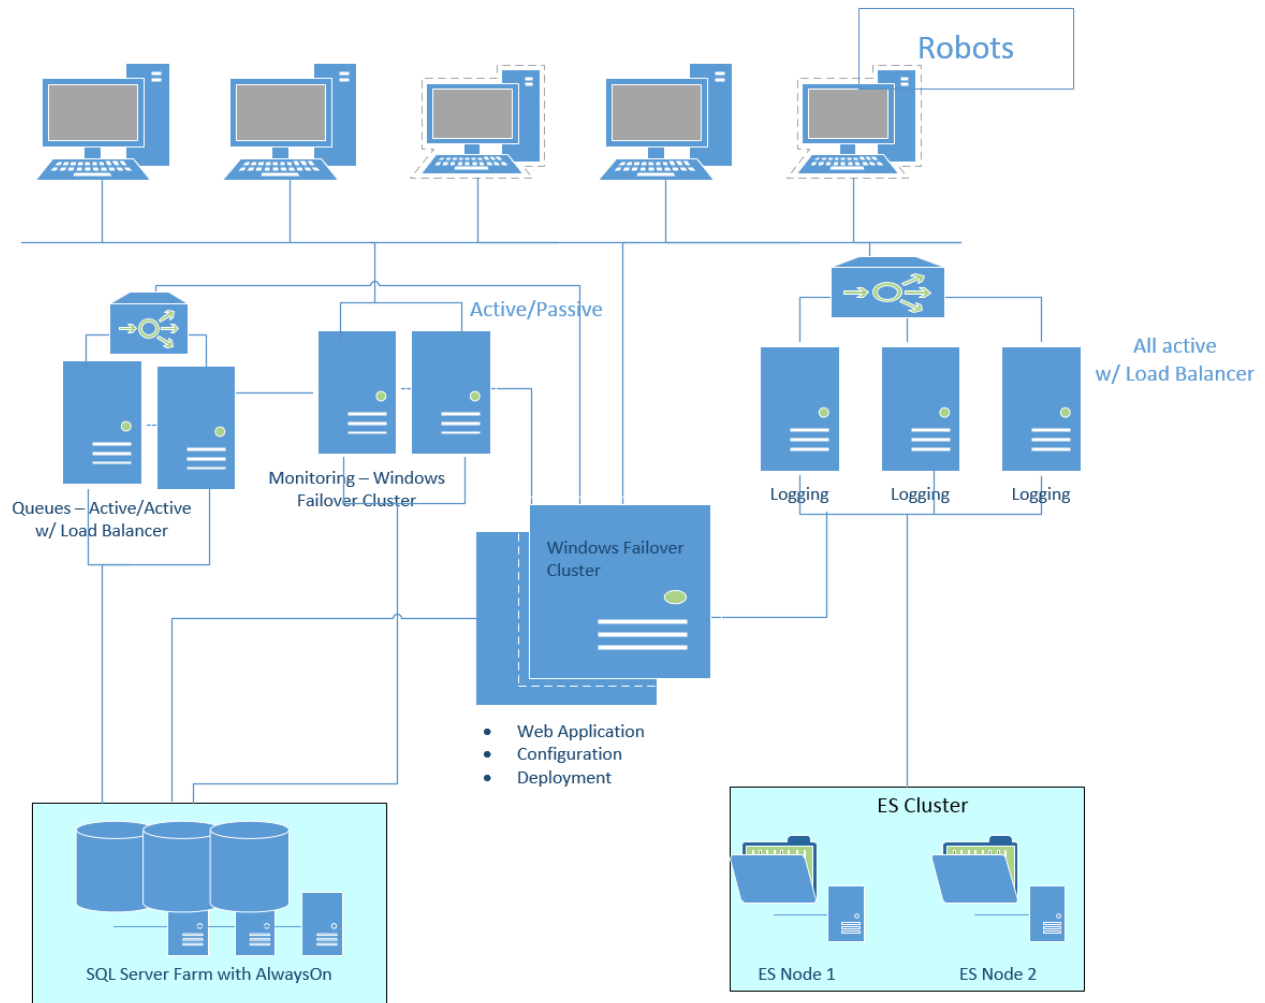 Robots
Active/Passive
All active
w/ Load Balancer
Monitoring – Windows
Failover Cluster
Queues – Active/Active
w/ Load Balancer
Logging
Logging
Logging
Windows Failover
Cluster
• Web Application
• Configuration
• Deployment
ES Cluster
SQL Server Farm with AlwaysOn
ES Node 1
ES Node 2